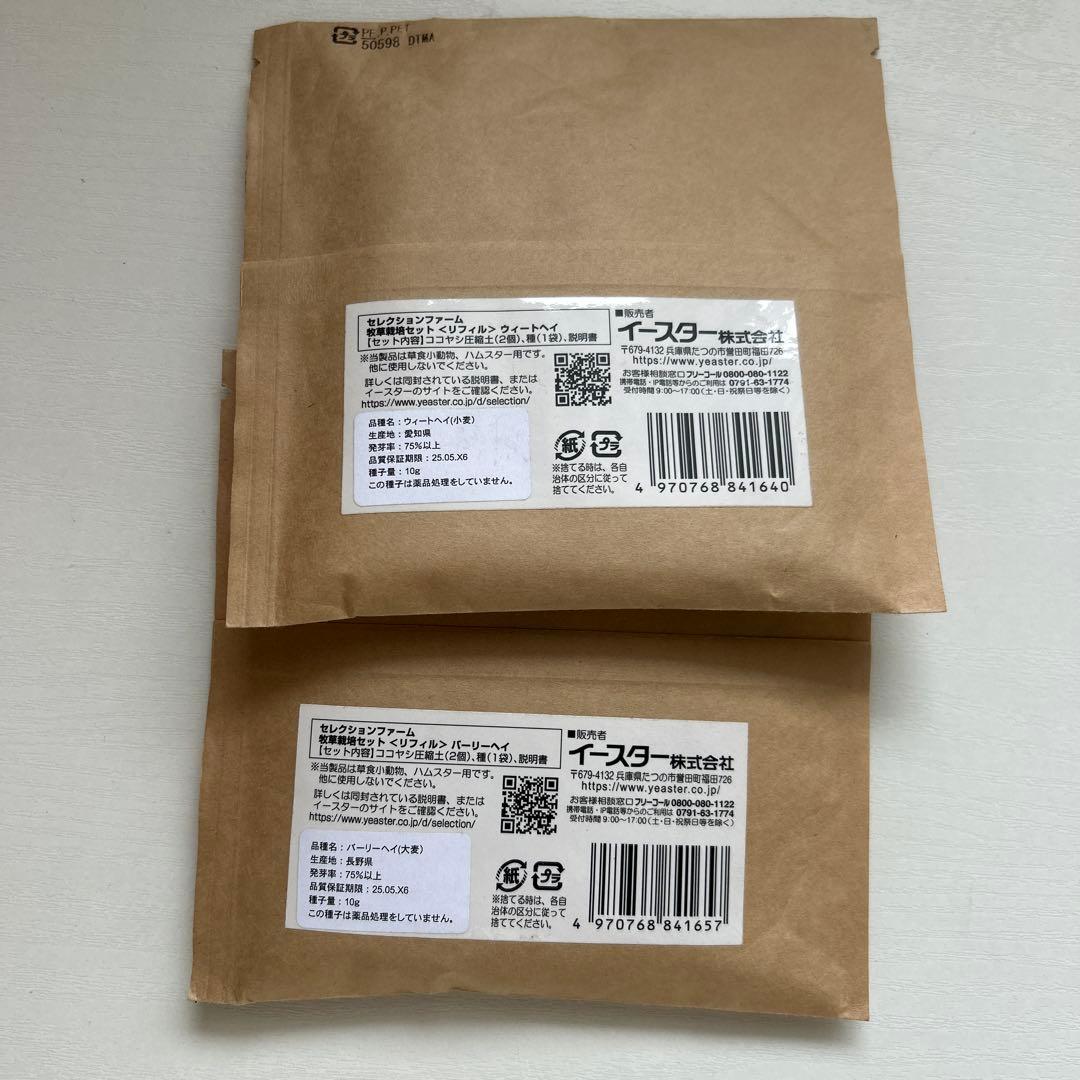 プラ PE,P,PET
50598 DTMA
セレクションファーム
牧草栽培セット<リフィル>ウィートヘイ
【セット内容】ココヤシ圧縮土(2個)、種(1袋)、説明書
※当製品は草食小動物、ハムスター用です。
他に使用しないでください。
詳しくは同封されている説明書、または
イースターのサイトをご確認ください。
https://www.yeaster.co.jp/d/selection/
品種名:ウィートヘイ(小麦)
生産地:愛知県
発芽率:75%以上
品質保証期限:25.05.X6
種子量:10g
この種子は薬品処理をしていません。
■販売者
イースター株式会社
〒679-4132 兵庫県たつの市誉田町福田726
https://www.yeaster.co.jp/
お客様相談窓口フリーコール0800-080-1122
携帯電話・IP電話等からのご利用は 0791-63-1774
受付時間 9:00~17:00(土・日・祝祭日等を除く)
紙 プラ
※捨てる時は、各自
治体の区分に従って
捨ててください。
4 970768 841640
セレクションファーム
牧草栽培セット<リフィル>バーリーヘイ
【セット内容】ココヤシ圧縮土(2個)、種(1袋)、説明書
※当製品は草食小動物、ハムスター用です。
他に使用しないでください。
詳しくは同封されている説明書、または
イースターのサイトをご確認ください。
https://www.yeaster.co.jp/d/selection/
品種名:バーリーヘイ(大麦)
生産地:長野県
発芽率:75%以上
品質保証期限:25.05.X6
種子量:10g
この種子は薬品処理をしていません。
■販売者
イースター株式会社
〒679-4132 兵庫県たつの市誉田町福田726
https://www.yeaster.co.jp/
お客様相談窓口フリーコール0800-080-1122
携帯電話・IP電話等からのご利用は 0791-63-1774
受付時間 9:00~17:00(土・日・祝祭日等を除く)
紙 プラ
※捨てる時は、各自
治体の区分に従って
捨ててください。
4 970768 841657